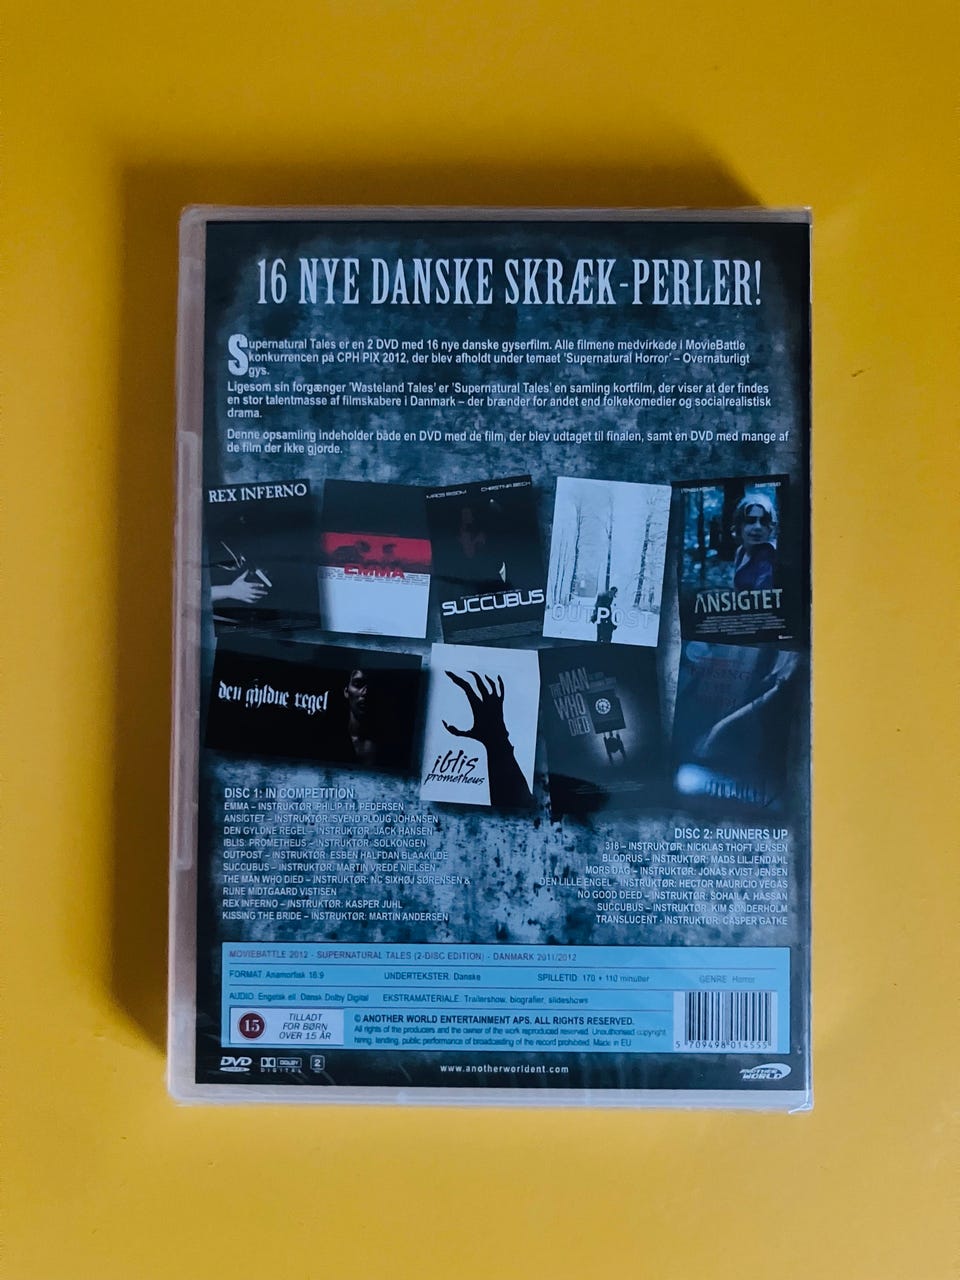 16 NYE DANSKE SKRÆK-PERLER!
Supernatural Tales er en 2 DVD med 16 nye danske gyserfilm. Alle filmene medvirkede i MovieBattle
konkurrencen på CPH PIX 2012, der blev afholdt under temaet 'Supernatural Horror' – Overnaturligt
gys.
Ligesom sin forgænger 'Wasteland Tales' er 'Supernatural Tales' en samling kortfilm, der viser at der findes
en stor talentmasse af filmskabere i Danmark – der brænder for andet end folkekomedier og socialrealistisk
drama.
Denne opsamling indeholder både en DVD med de film, der blev udtaget til finalen, samt en DVD med mange af
de film der ikke gjorde.
REX INFERNO
EMMA
MADS RISOM CHRISTINA BECH
SUCCUBUS
OUTPOST
ANSIGTET
den gyldne regel
iblis
prometheus
THE MAN
WHO
DIED
DISC 1: IN COMPETITION
EMMA – INSTRUKTØR: PHILIP TH. PEDERSEN
ANSIGTET – INSTRUKTØR: SVEND PLOUG JOHANSEN
DEN GYLDNE REGEL – INSTRUKTØR: JACK HANSEN
IBLIS: PROMETHEUS – INSTRUKTØR: SOLKONGEN
OUTPOST – INSTRUKTØR: ESBEN HALFDAN BLAAKILDE
SUCCUBUS – INSTRUKTØR: MARTIN VREDE NIELSEN
THE MAN WHO DIED – INSTRUKTØR: NC SIXHØJ SØRENSEN &
RUNE MIDTGAARD VISTISEN
REX INFERNO – INSTRUKTØR: KASPER JUHL
KISSING THE BRIDE – INSTRUKTØR: MARTIN ANDERSEN
DISC 2: RUNNERS UP
316 – INSTRUKTØR: NICKLAS THOFT JENSEN
BLODRUS – INSTRUKTØR: MADS LILJENDAHL
MORS DAG – INSTRUKTØR: JONAS KVIST JENSEN
DEN LILLE ENGEL – INSTRUKTØR: HECTOR MAURICIO VEGAS
NO GOOD DEED – INSTRUKTØR: SOHAIL A. HASSAN
SUCCUBUS – INSTRUKTØR: KIM SØNDERHOLM
TRANSLUCENT - INSTRUKTØR: CASPER GATKE
MOVIEBATTLE 2012 - SUPERNATURAL TALES (2-DISC EDITION) - DANMARK 2011/2012
FORMAT Anamorfisk 16:9 UNDERTEKSTER: Danske SPILLETID: 170 + 110 minutter GENRE: Horror
AUDIO: Engelsk ell. Dansk Dolby Digital EKSTRAMATERIALE: Trailershow, biografier, slideshows
15
TILLADT
FOR BØRN
OVER 15 ÅR
© ANOTHER WORLD ENTERTAINMENT APS. ALL RIGHTS RESERVED.
All rights of the producers and the owner of the work reproduced reserved. Unauthorised copyright
hiring, lending, public performance of broadcasting of the record prohibited. Made in EU
5 709498 014555
DVD
DOLBY
DIGITAL
2
www.anotherworldent.com
ANOTHER
WORLD